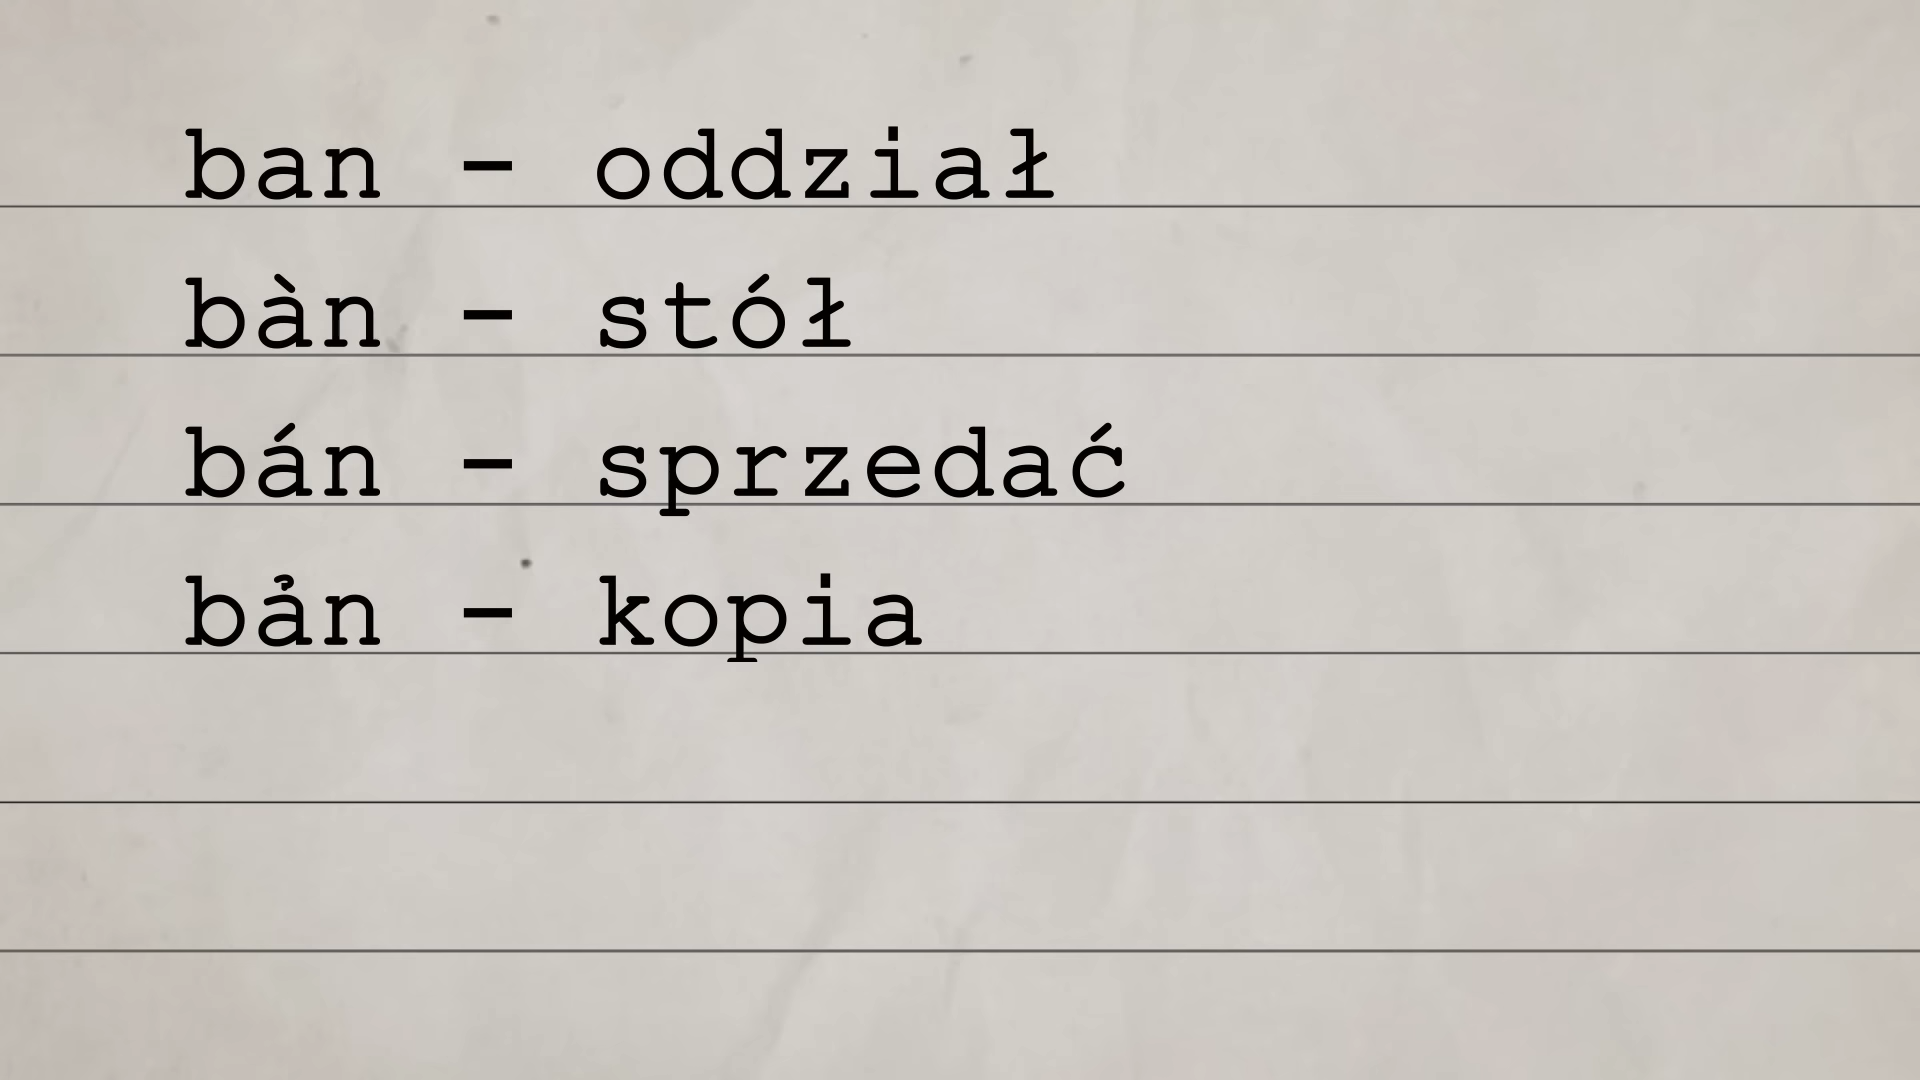 ban - oddział
bàn - stół
bán - sprzedać
bản - kopia